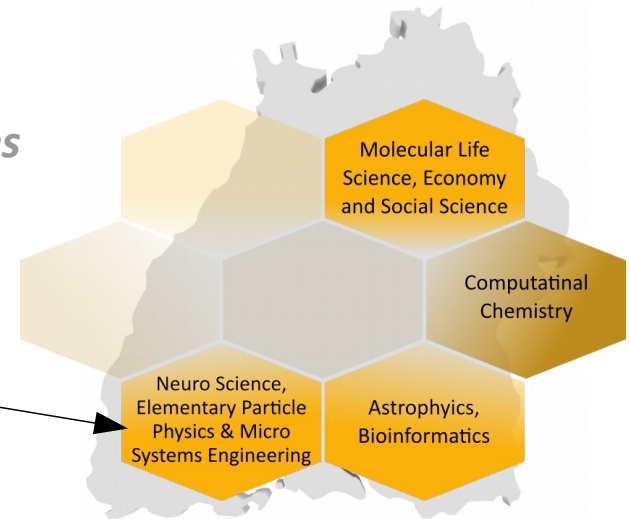 Molecular Life
Science, Economy
and Social Science
Computatinal
Chemistry
Neuro Science,
Elementary Particle
Physics & Micro
Systems Engineering
Astrophyics,
Bioinformatics